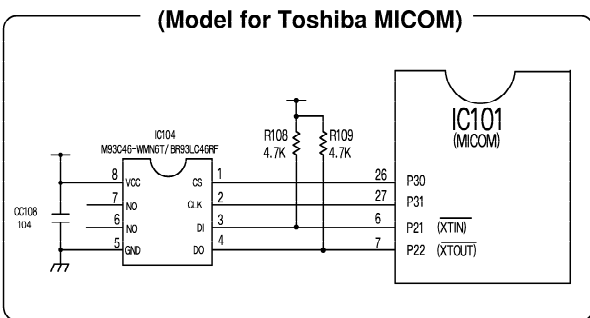 (Model for Toshiba MICOM)
IC104
M93C46-WMN6T/BR93LC46RF
R108
4.7K
R109
4.7K
IC101
(MICOM)
8 VCC CS 1 26 P30
7 NO CLK 2 27 P31
6 NO DI 3 6 P21 (XTIN)
5 GND DO 4 7 P22 (XTOUT)
CC108
104